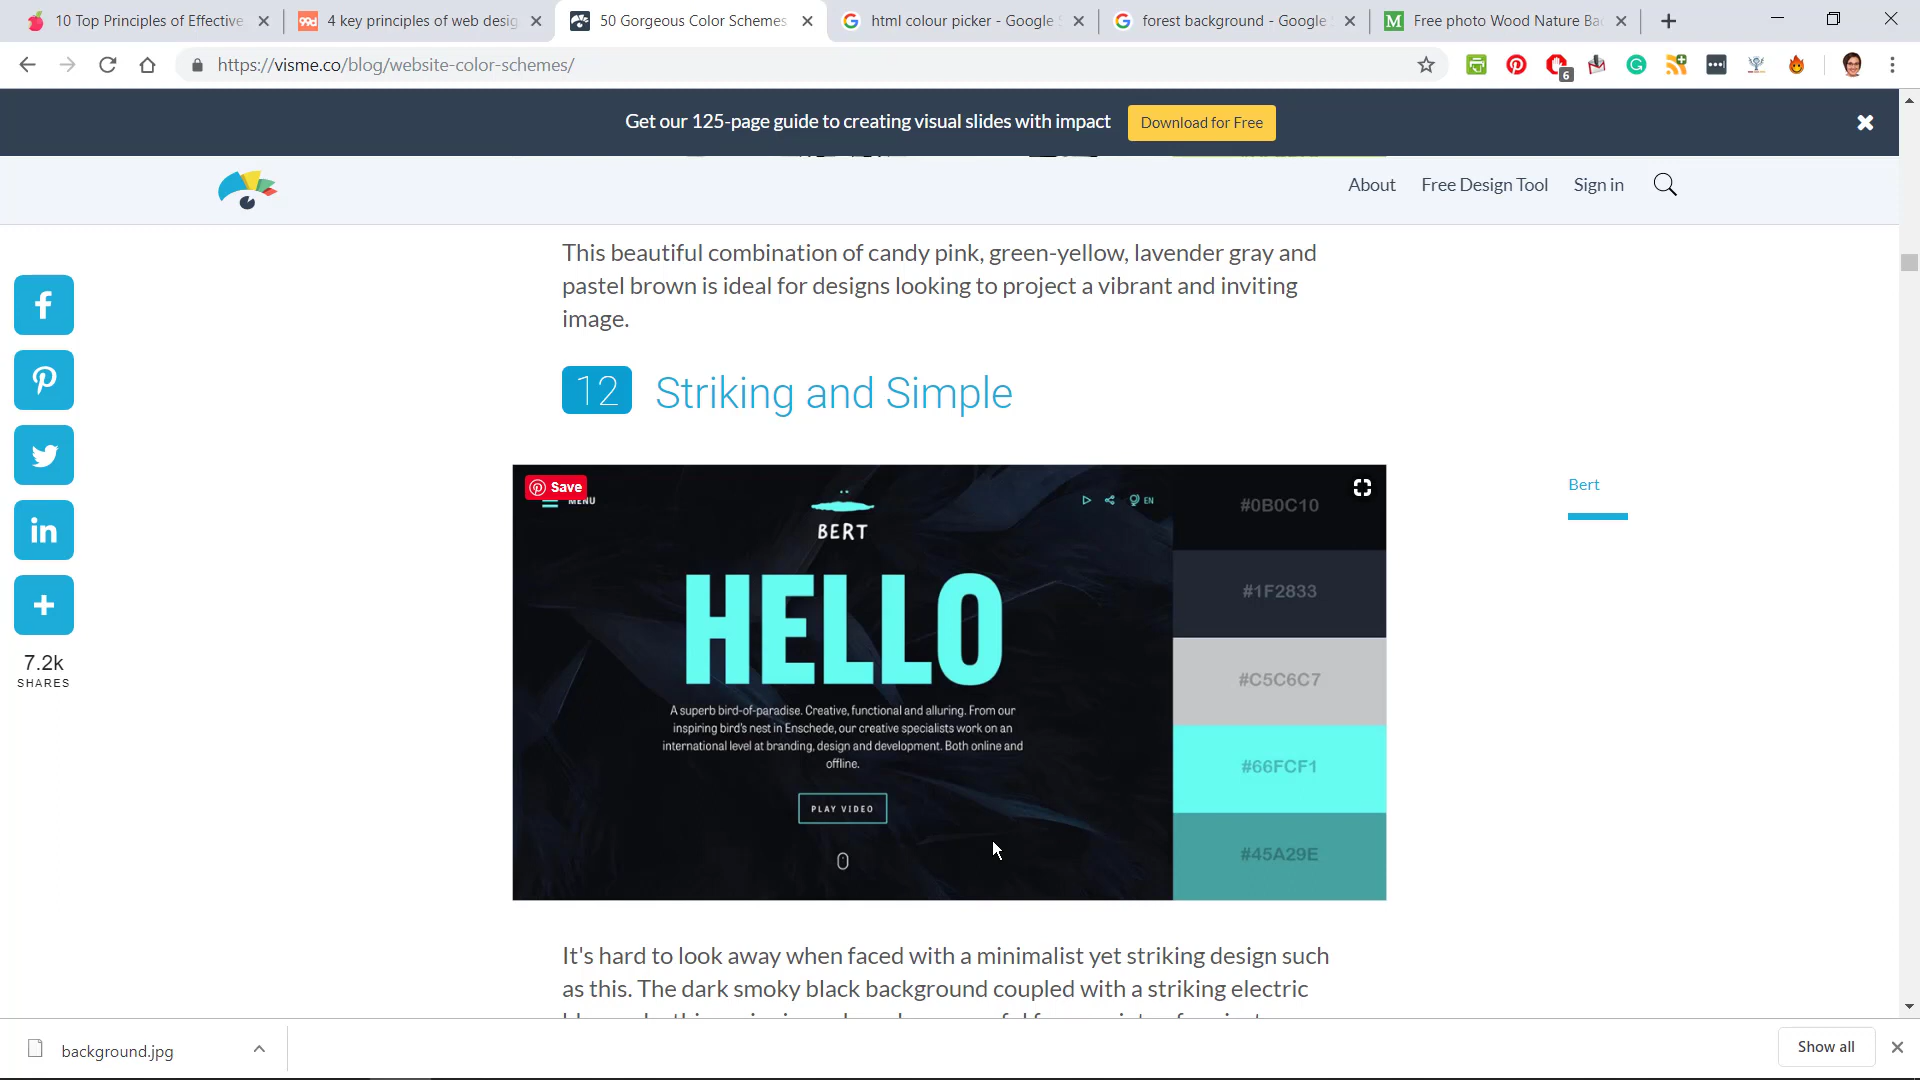 10 Top Principles of Effective
99d
4 key principles of web desig
50 Gorgeous Color Schemes
html colour picker - Google
forest background - Google
M
Free photo Wood Nature Ba
https://visme.co/blog/website-color-schemes/
6
Get our 125-page guide to creating visual slides with impact
Download for Free
About
Free Design Tool
Sign in
This beautiful combination of candy pink, green-yellow, lavender gray and
pastel brown is ideal for designs looking to project a vibrant and inviting
image.
12 Striking and Simple
Save
MENU
EN
BERT
HELLO
A superb bird-of-paradise. Creative, functional and alluring. From our
inspiring bird's nest in Enschede, our creative specialists work on an
international level at branding, design and development. Both online and
offline.
PLAY VIDEO
#0B0C10
#1F2833
#C5C6C7
#66FCF1
#45A29E
Bert
7.2k
SHARES
It's hard to look away when faced with a minimalist yet striking design such
as this. The dark smoky black background coupled with a striking electric
background.jpg
Show all